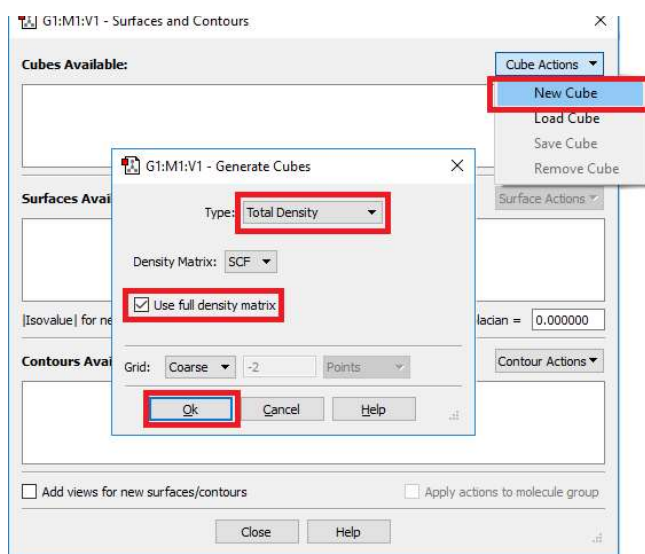 G1:M1:V1 - Surfaces and Contours
Cubes Available:
Cube Actions
New Cube
Load Cube
Save Cube
Remove Cube
G1:M1:V1 - Generate Cubes
Surfaces Avai
Surface Actions
Type: Total Density
Density Matrix: SCF
Use full density matrix
|Isovalue| for ne
lacian = 0.000000
Contours Avai
Contour Actions
Grid: Coarse -2 Points
Ok Cancel Help
Add views for new surfaces/contours Apply actions to molecule group
Close Help